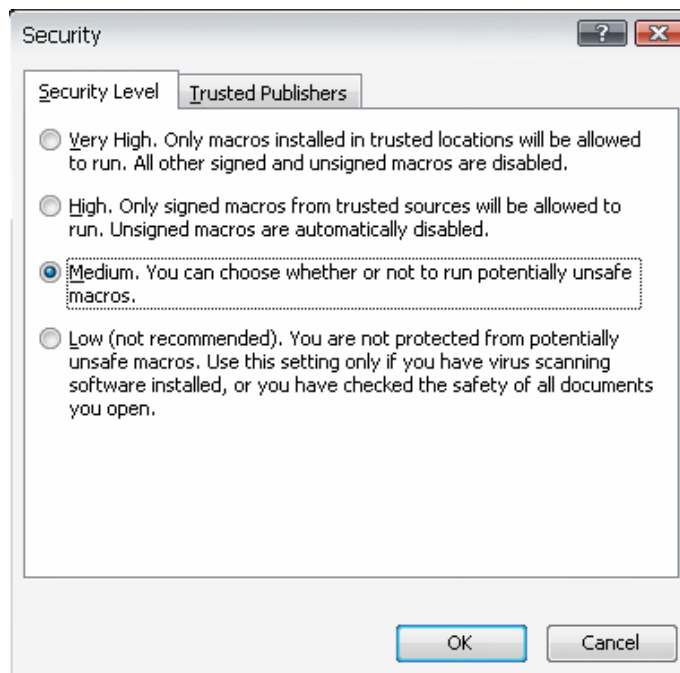 Security
?
Security Level
Trusted Publishers
Very High. Only macros installed in trusted locations will be allowed
to run. All other signed and unsigned macros are disabled.
High. Only signed macros from trusted sources will be allowed to
run. Unsigned macros are automatically disabled.
Medium. You can choose whether or not to run potentially unsafe
macros.
Low (not recommended). You are not protected from potentially
unsafe macros. Use this setting only if you have virus scanning
software installed, or you have checked the safety of all documents
you open.
OK
Cancel